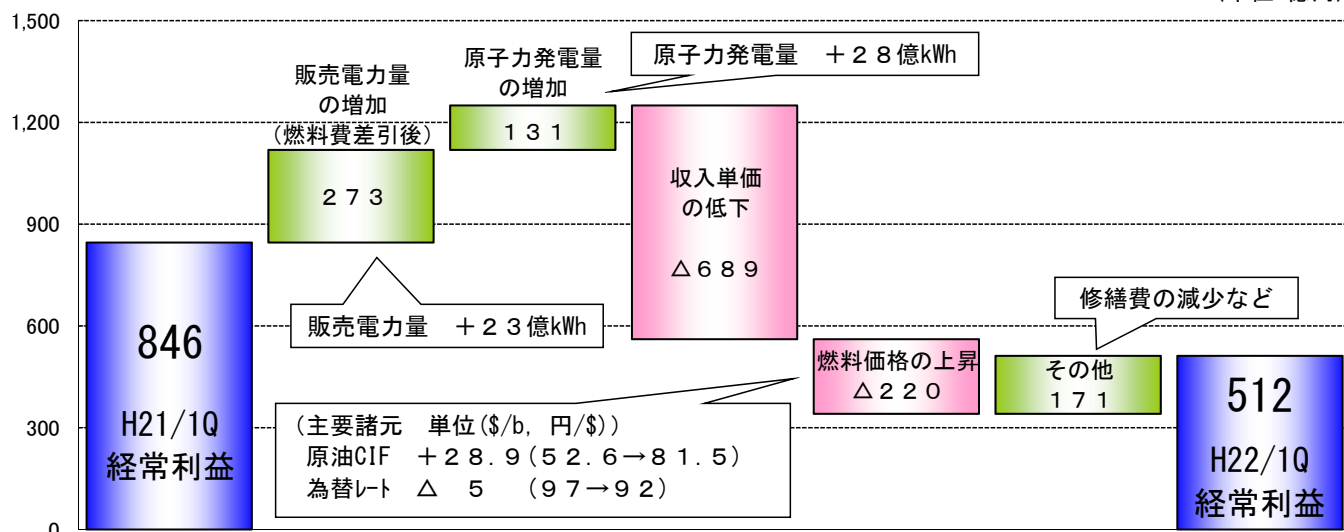 1,500
1,200
900
600
300
0
846
H21/1Q
経常利益
販売電力量
の増加
(燃料費差引後)
２７３
販売電力量　＋２３億kWh
原子力発電量
の増加
１３１
原子力発電量　＋２８億kWh
収入単価
の低下
△６８９
燃料価格の上昇
△２２０
(主要諸元　単位($/b, 円/$))
原油CIF　＋２８.９(５２.６→８１.５)
為替ﾚｰﾄ　△　５　(９７→９２)
修繕費の減少など
その他
１７１
512
H22/1Q
経常利益